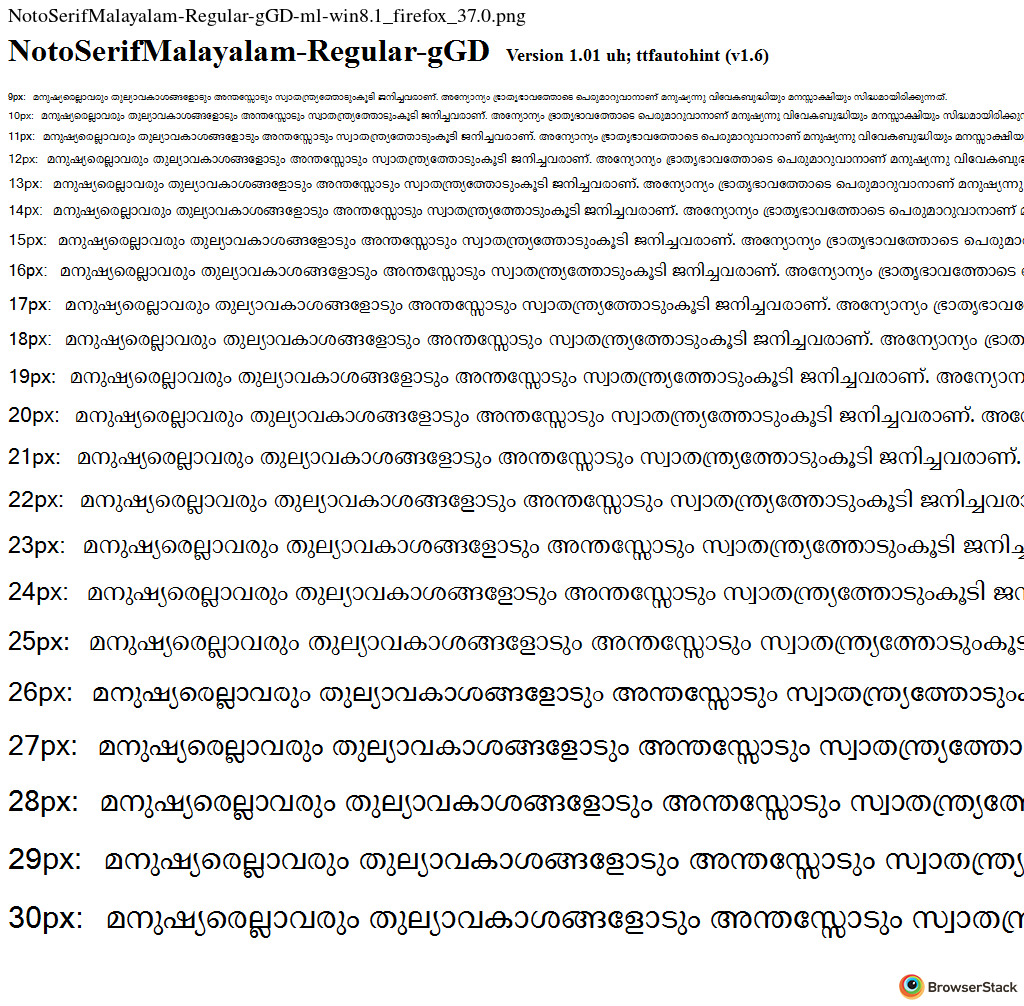 NotoSerifMalayalam-Regular-gGD-ml-win8.1_firefox_37.0.png
NotoSerifMalayalam-Regular-gGD Version 1.01 uh; ttfautohint (v1.6)
9px: മനുഷ്യരെല്ലാവരും തുല്യാവകാശങ്ങളോടും അന്തസ്സോടും സ്വാതന്ത്ര്യത്തോടുംകൂടി ജനിച്ചവരാണ്. അന്യോന്യം ഭ്രാതൃഭാവത്തോടെ പെരുമാറുവാനാണ് മനുഷ്യന്നു വിവേകബുദ്ധിയും മനസ്സാക്ഷിയും സിദ്ധമായിരിക്കുന്നത്.
10px: മനുഷ്യരെല്ലാവരും തുല്യാവകാശങ്ങളോടും അന്തസ്സോടും സ്വാതന്ത്ര്യത്തോടുംകൂടി ജനിച്ചവരാണ്. അന്യോന്യം ഭ്രാതൃഭാവത്തോടെ പെരുമാറുവാനാണ് മനുഷ്യന്നു വിവേകബുദ്ധിയും മനസ്സാക്ഷിയും
11px: മനുഷ്യരെല്ലാവരും തുല്യാവകാശങ്ങളോടും അന്തസ്സോടും സ്വാതന്ത്ര്യത്തോടുംകൂടി ജനിച്ചവരാണ്. അന്യോന്യം ഭ്രാതൃഭാവത്തോടെ പെരുമാറുവാനാണ് മനുഷ്യന്നു വിവേകബുദ്ധിയും
12px: മനുഷ്യരെല്ലാവരും തുല്യാവകാശങ്ങളോടും അന്തസ്സോടും സ്വാതന്ത്ര്യത്തോടുംകൂടി ജനിച്ചവരാണ്. അന്യോന്യം ഭ്രാതൃഭാവത്തോടെ പെരുമാറുവാനാണ് മനുഷ്യന്നു
13px: മനുഷ്യരെല്ലാവരും തുല്യാവകാശങ്ങളോടും അന്തസ്സോടും സ്വാതന്ത്ര്യത്തോടുംകൂടി ജനിച്ചവരാണ്. അന്യോന്യം ഭ്രാതൃഭാവത്തോടെ പെരുമാറുവാനാണ് മനുഷ്യന്നു
14px: മനുഷ്യരെല്ലാവരും തുല്യാവകാശങ്ങളോടും അന്തസ്സോടും സ്വാതന്ത്ര്യത്തോടുംകൂടി ജനിച്ചവരാണ്. അന്യോന്യം ഭ്രാതൃഭാവത്തോടെ പെരുമാറുവാനാണ്
15px: മനുഷ്യരെല്ലാവരും തുല്യാവകാശങ്ങളോടും അന്തസ്സോടും സ്വാതന്ത്ര്യത്തോടുംകൂടി ജനിച്ചവരാണ്. അന്യോന്യം ഭ്രാതൃഭാവത്തോടെ പെരുമാ
16px: മനുഷ്യരെല്ലാവരും തുല്യാവകാശങ്ങളോടും അന്തസ്സോടും സ്വാതന്ത്ര്യത്തോടുംകൂടി ജനിച്ചവരാണ്. അന്യോന്യം ഭ്രാതൃഭാവത്തോടെ
17px: മനുഷ്യരെല്ലാവരും തുല്യാവകാശങ്ങളോടും അന്തസ്സോടും സ്വാതന്ത്ര്യത്തോടുംകൂടി ജനിച്ചവരാണ്. അന്യോന്യം ഭ്രാതൃഭാവ
18px: മനുഷ്യരെല്ലാവരും തുല്യാവകാശങ്ങളോടും അന്തസ്സോടും സ്വാതന്ത്ര്യത്തോടുംകൂടി ജനിച്ചവരാണ്. അന്യോന്യം ഭ്രാത
19px: മനുഷ്യരെല്ലാവരും തുല്യാവകാശങ്ങളോടും അന്തസ്സോടും സ്വാതന്ത്ര്യത്തോടുംകൂടി ജനിച്ചവരാണ്. അന്യോന
20px: മനുഷ്യരെല്ലാവരും തുല്യാവകാശങ്ങളോടും അന്തസ്സോടും സ്വാതന്ത്ര്യത്തോടുംകൂടി ജനിച്ചവരാണ്.
21px: മനുഷ്യരെല്ലാവരും തുല്യാവകാശങ്ങളോടും അന്തസ്സോടും സ്വാതന്ത്ര്യത്തോടുംകൂടി ജനിച്ചവരാണ്.
22px: മനുഷ്യരെല്ലാവരും തുല്യാവകാശങ്ങളോടും അന്തസ്സോടും സ്വാതന്ത്ര്യത്തോടുംകൂടി ജനിച്ചവരാ
23px: മനുഷ്യരെല്ലാവരും തുല്യാവകാശങ്ങളോടും അന്തസ്സോടും സ്വാതന്ത്ര്യത്തോടുംകൂടി ജനിച്ച
24px: മനുഷ്യരെല്ലാവരും തുല്യാവകാശങ്ങളോടും അന്തസ്സോടും സ്വാതന്ത്ര്യത്തോടുംകൂടി ജന
25px: മനുഷ്യരെല്ലാവരും തുല്യാവകാശങ്ങളോടും അന്തസ്സോടും സ്വാതന്ത്ര്യത്തോടുംകൂട
26px: മനുഷ്യരെല്ലാവരും തുല്യാവകാശങ്ങളോടും അന്തസ്സോടും സ്വാതന്ത്ര്യത്തോടും
27px: മനുഷ്യരെല്ലാവരും തുല്യാവകാശങ്ങളോടും അന്തസ്സോടും സ്വാതന്ത്ര്യത്തോ
28px: മനുഷ്യരെല്ലാവരും തുല്യാവകാശങ്ങളോടും അന്തസ്സോടും സ്വാതന്ത്ര്യത്തെ
29px: മനുഷ്യരെല്ലാവരും തുല്യാവകാശങ്ങളോടും അന്തസ്സോടും സ്വാതന്ത്ര്യ
30px: മനുഷ്യരെല്ലാവരും തുല്യാവകാശങ്ങളോടും അന്തസ്സോടും സ്വാതന്ത്ര
BrowserStack